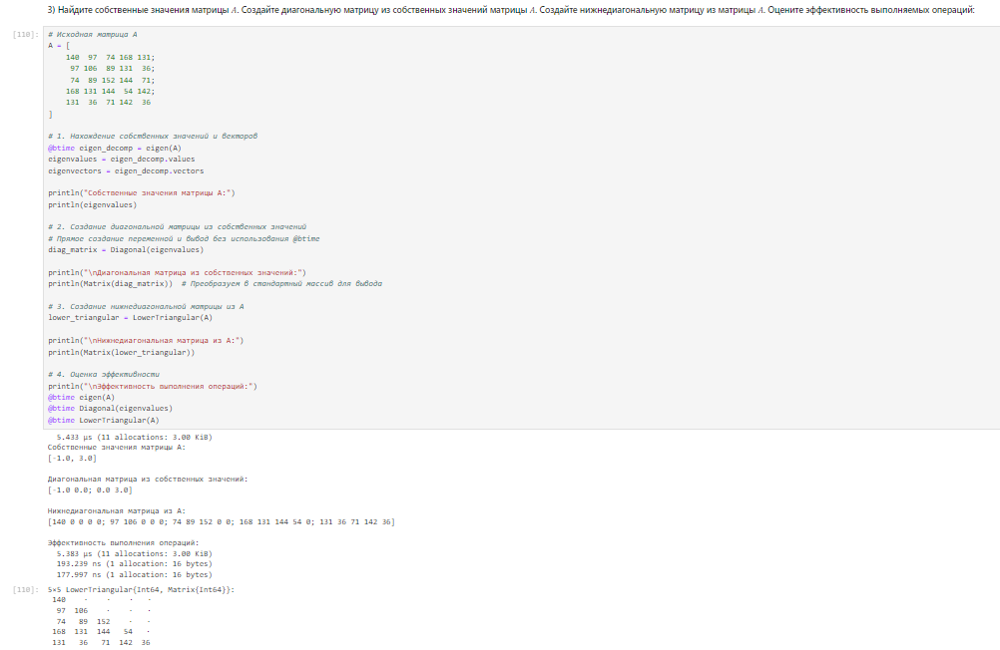 3) Найдите собственные значения матрицы A. Создайте диагональную матрицу из собственных значений матрицы A. Создайте нижнедиагональную матрицу из матрицы A. Оцените эффективность выполняемых операций:
[110]: # Исходная матрица A
A = [
140 97 74 168 131;
97 106 89 131 36;
74 89 152 144 71;
168 131 144 54 142;
131 36 71 142 36
]
# 1. Нахождение собственных значений и векторов
@btime eigen_decomp = eigen(A)
eigenvalues = eigen_decomp.values
eigenvectors = eigen_decomp.vectors
println("Собственные значения матрицы A:")
println(eigenvalues)
# 2. Создание диагональной матрицы из собственных значений
# Прямое создание переменной и вывод без использования @btime
diag_matrix = Diagonal(eigenvalues)
println("\nДиагональная матрица из собственных значений:")
println(Matrix(diag_matrix)) # Преобразуем в стандартный массив для вывода
# 3. Создание нижнедиагональной матрицы из A
lower_triangular = LowerTriangular(A)
println("\nНижнедиагональная матрица из A:")
println(Matrix(lower_triangular))
# 4. Оценка эффективности
println("\nЭффективность выполнения операций:")
@btime eigen(A)
@btime Diagonal(eigenvalues)
@btime LowerTriangular(A)
5.433 μs (11 allocations: 3.00 KiB)
Собственные значения матрицы A:
[-1.0, 3.0]
Диагональная матрица из собственных значений:
[-1.0 0.0; 0.0 3.0]
Нижнедиагональная матрица из A:
[140 0 0 0 0; 97 106 0 0 0; 74 89 152 0 0; 168 131 144 54 0; 131 36 71 142 36]
Эффективность выполнения операций:
5.383 μs (11 allocations: 3.00 KiB)
193.239 ns (1 allocation: 16 bytes)
177.997 ns (1 allocation: 16 bytes)
[110]: 5×5 LowerTriangular{Int64, Matrix{Int64}}:
140 · · · ·
97 106 · · ·
74 89 152 · ·
168 131 144 54 ·
131 36 71 142 36